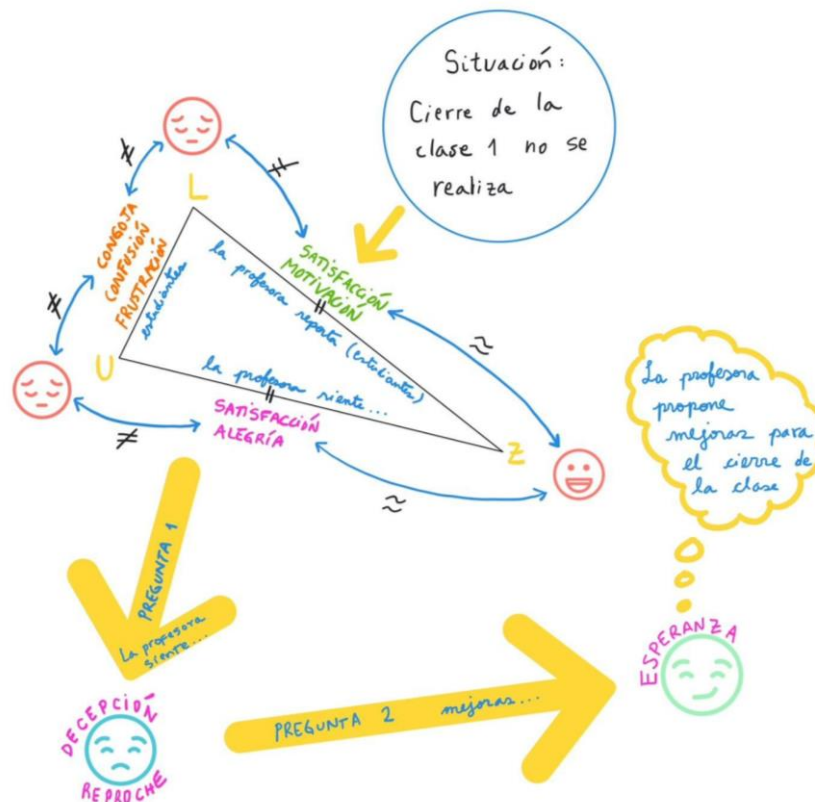 Situación:
Cierre de la
clase 1 no se
realiza
L
CONGOJA
CONFUSIÓN
FRUSTRACIÓN
estudiantes
SATISFACCIÓN
MOTIVACIÓN
la profesora reporta (estudiantes)
U
la profesora siente...
SATISFACCIÓN
ALEGRÍA
Z
≠
≠
≠
≠
≈
≈
La profesora
propone
mejoras para
el cierre de
la clase
PREGUNTA 1
La profesora
siente...
DECEPCIÓN
REPROCHE
PREGUNTA 2 mejoras...
ESPERANZA